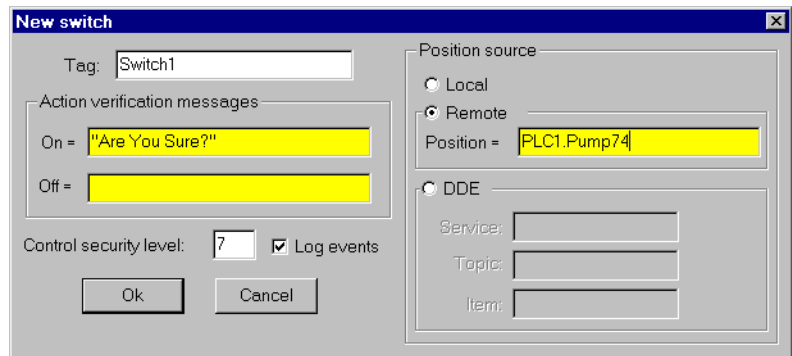 New switch
Tag: Switch1
Action verification messages
On = "Are You Sure?"
Off =
Control security level: 7 Log events
Ok Cancel
Position source
Local
Remote
Position = PLC1.Pump74
DDE
Service:
Topic:
Item: